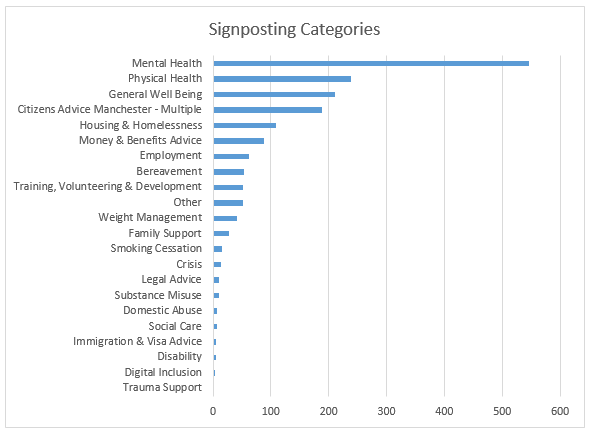 Signposting Categories
Mental Health
Physical Health
General Well Being
Citizens Advice Manchester - Multiple
Housing & Homelessness
Money & Benefits Advice
Employment
Bereavement
Training, Volunteering & Development
Other
Weight Management
Family Support
Smoking Cessation
Crisis
Legal Advice
Substance Misuse
Domestic Abuse
Social Care
Immigration & Visa Advice
Disability
Digital Inclusion
Trauma Support
0 100 200 300 400 500 600